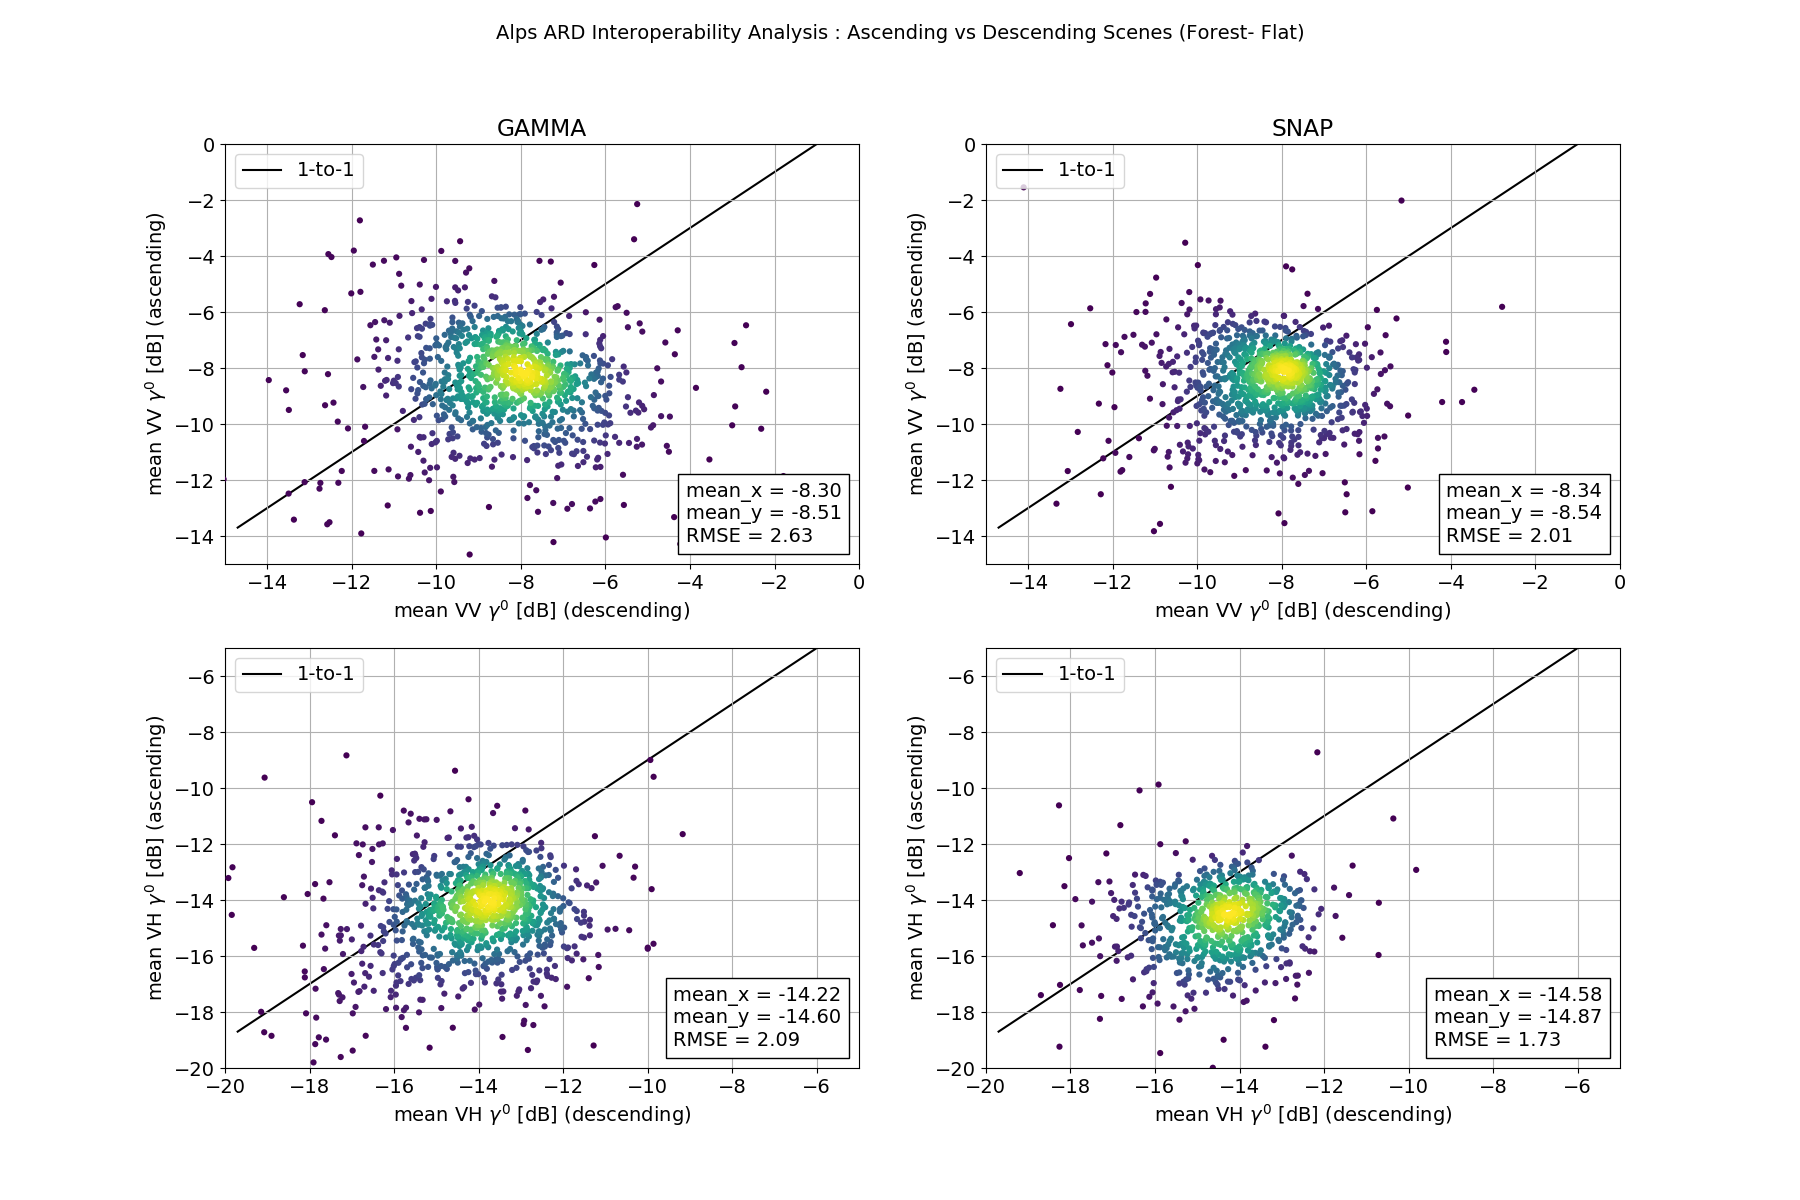 Alps ARD Interoperability Analysis : Ascending vs Descending Scenes (Forest- Flat)
GAMMA
1-to-1
0
−2
−4
−6
−8
−10
−12
−14
mean VV γ⁰ [dB] (ascending)
mean_x = -8.30
mean_y = -8.51
RMSE = 2.63
−14 −12 −10 −8 −6 −4 −2 0
mean VV γ⁰ [dB] (descending)
SNAP
1-to-1
0
−2
−4
−6
−8
−10
−12
−14
mean VV γ⁰ [dB] (ascending)
mean_x = -8.34
mean_y = -8.54
RMSE = 2.01
−14 −12 −10 −8 −6 −4 −2 0
mean VV γ⁰ [dB] (descending)
1-to-1
−6
−8
−10
−12
−14
−16
−18
−20
mean VH γ⁰ [dB] (ascending)
mean_x = -14.22
mean_y = -14.60
RMSE = 2.09
−20 −18 −16 −14 −12 −10 −8 −6
mean VH γ⁰ [dB] (descending)
1-to-1
−6
−8
−10
−12
−14
−16
−18
−20
mean VH γ⁰ [dB] (ascending)
mean_x = -14.58
mean_y = -14.87
RMSE = 1.73
−20 −18 −16 −14 −12 −10 −8 −6
mean VH γ⁰ [dB] (descending)